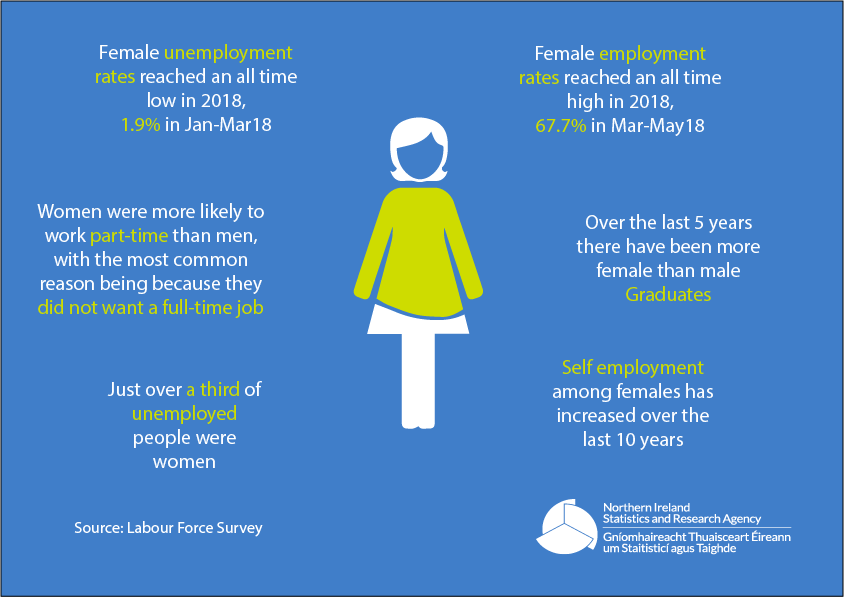 Female unemployment
rates reached an all time
low in 2018,
1.9% in Jan-Mar18
Female employment
rates reached an all time
high in 2018,
67.7% in Mar-May18
Women were more likely to
work part-time than men,
with the most common
reason being because they
did not want a full-time job
Over the last 5 years
there have been more
female than male
Graduates
Just over a third of
unemployed
people were
women
Self employment
among females has
increased over the
last 10 years
Source: Labour Force Survey
Northern Ireland
Statistics and Research Agency
Gníomhaireacht Thuaisceart Éireann
um Staitisticí agus Taighde